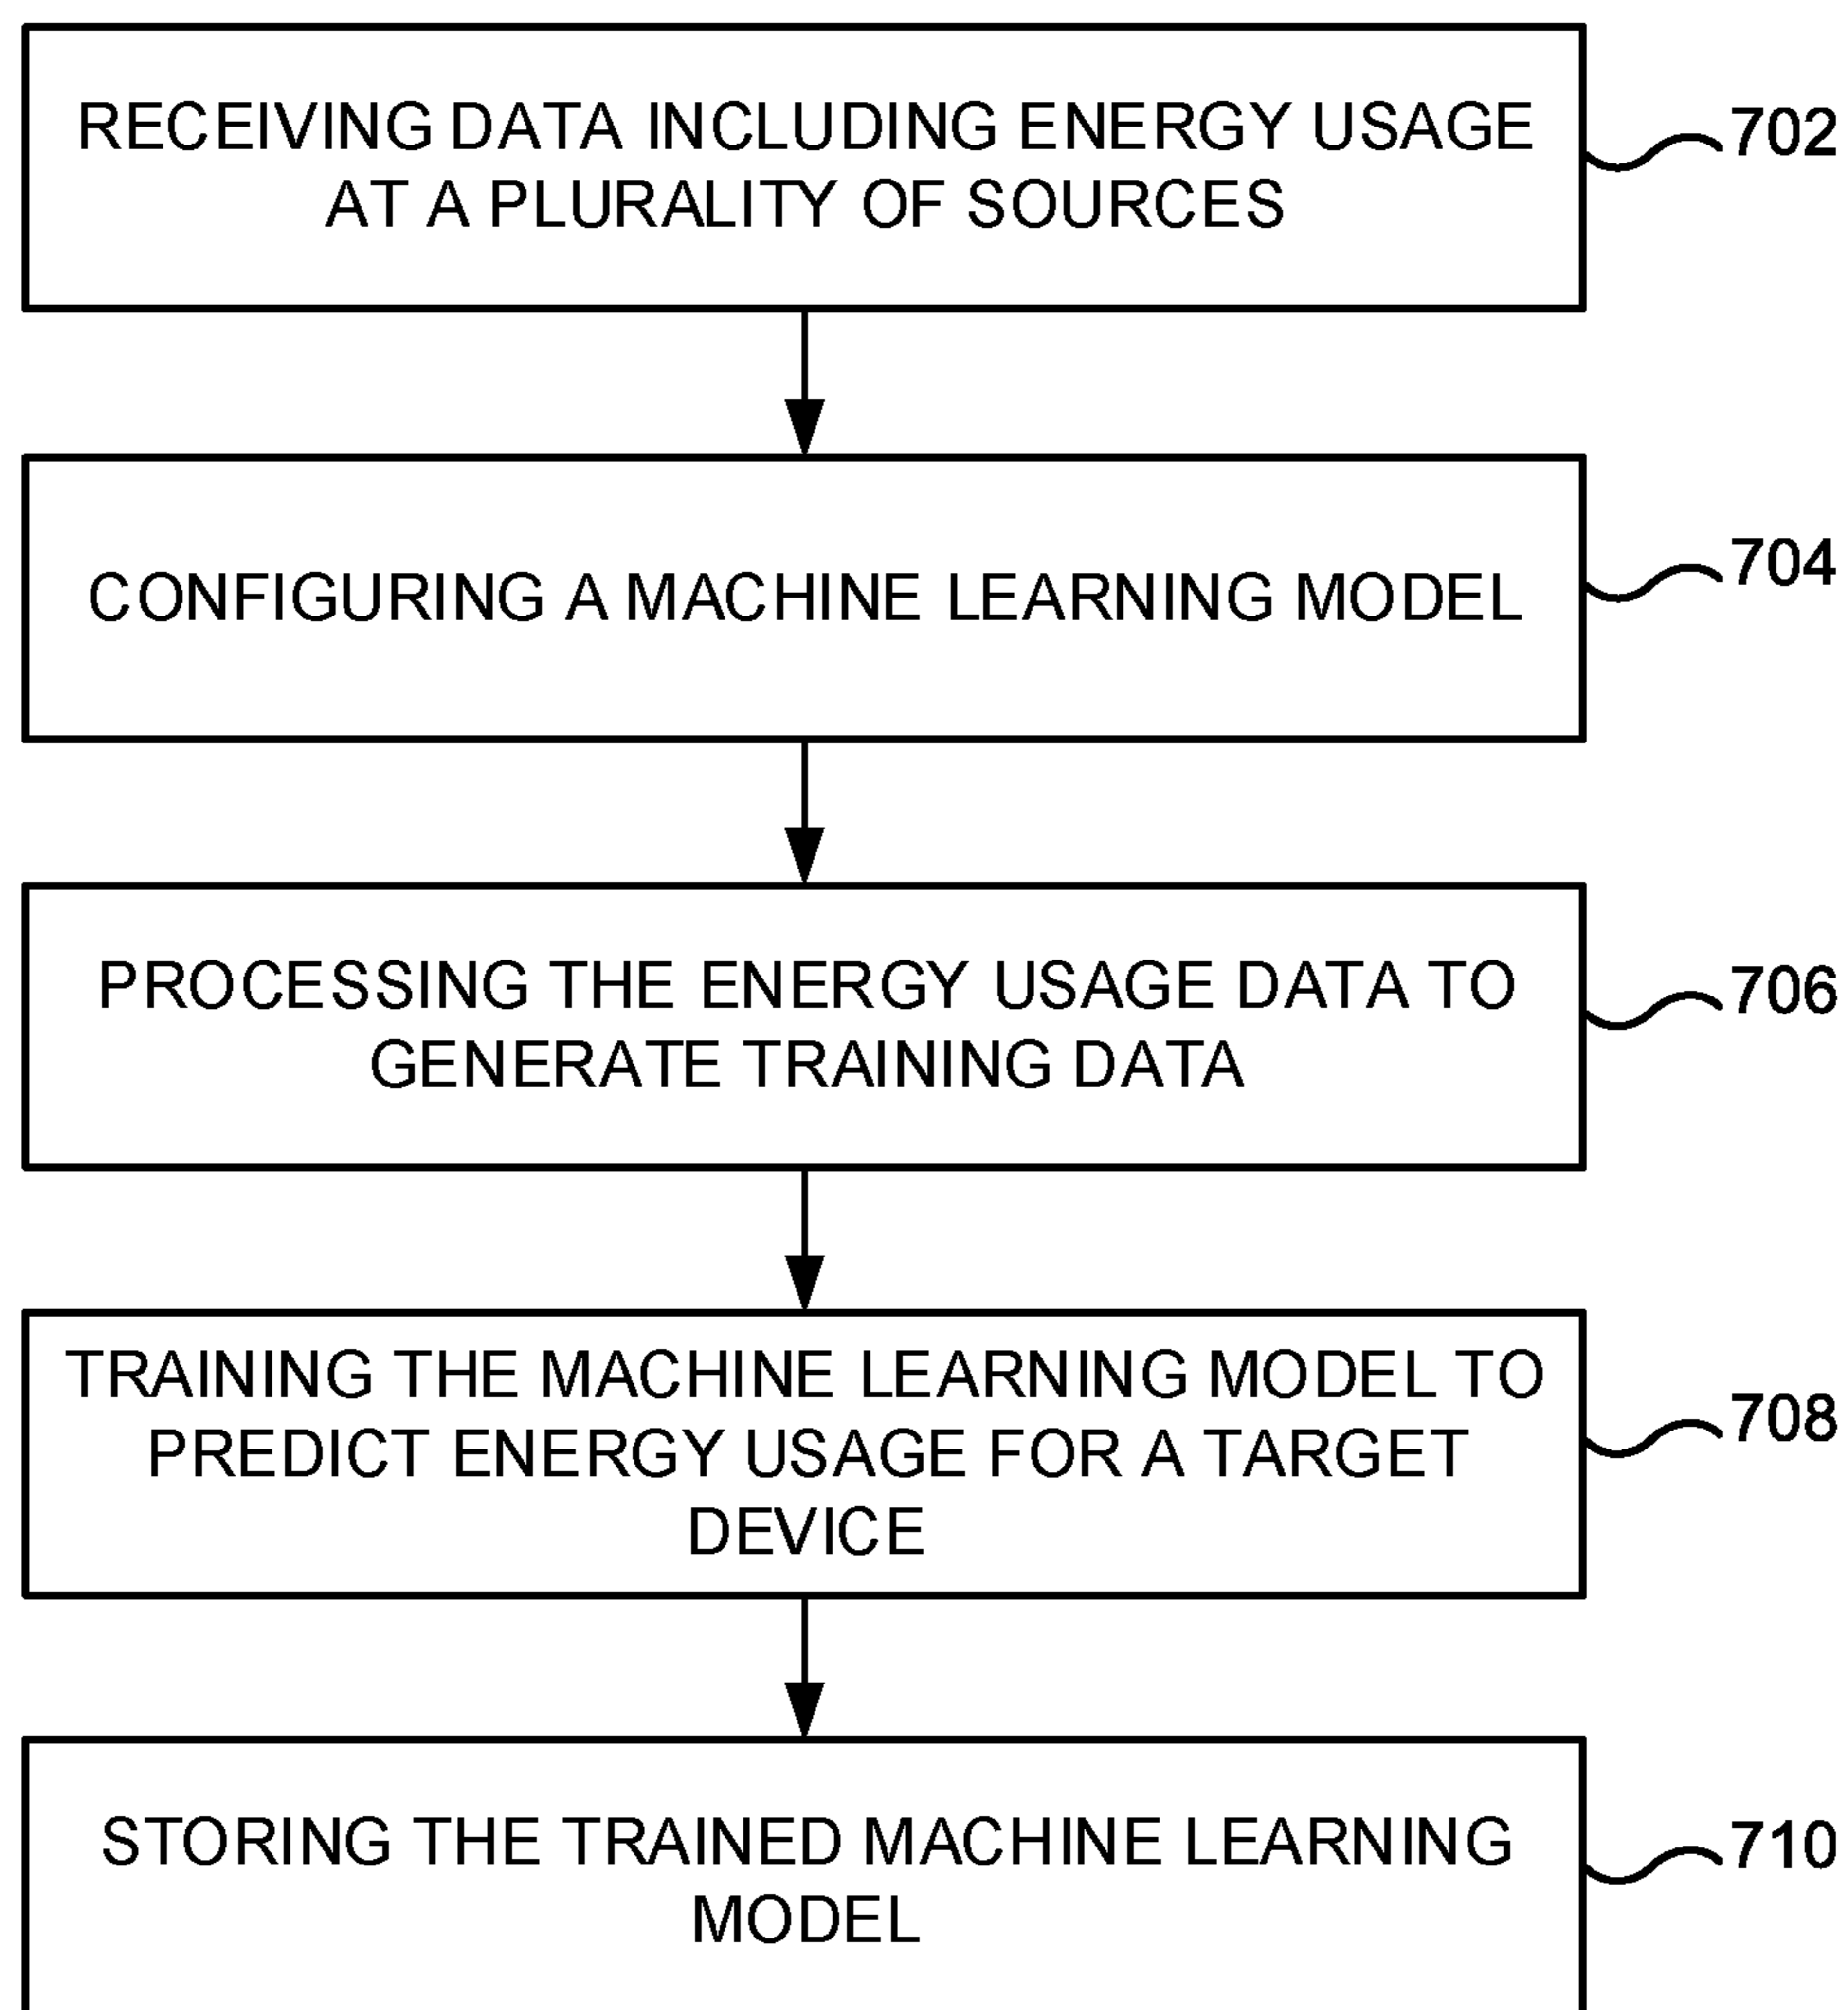 RECEIVING DATA INCLUDING ENERGY USAGE
AT A PLURALITY OF SOURCES
702
CONFIGURING A MACHINE LEARNING MODEL
704
PROCESSING THE ENERGY USAGE DATA TO
GENERATE TRAINING DATA
706
TRAINING THE MACHINE LEARNING MODEL TO
PREDICT ENERGY USAGE FOR A TARGET
DEVICE
708
STORING THE TRAINED MACHINE LEARNING
MODEL
710